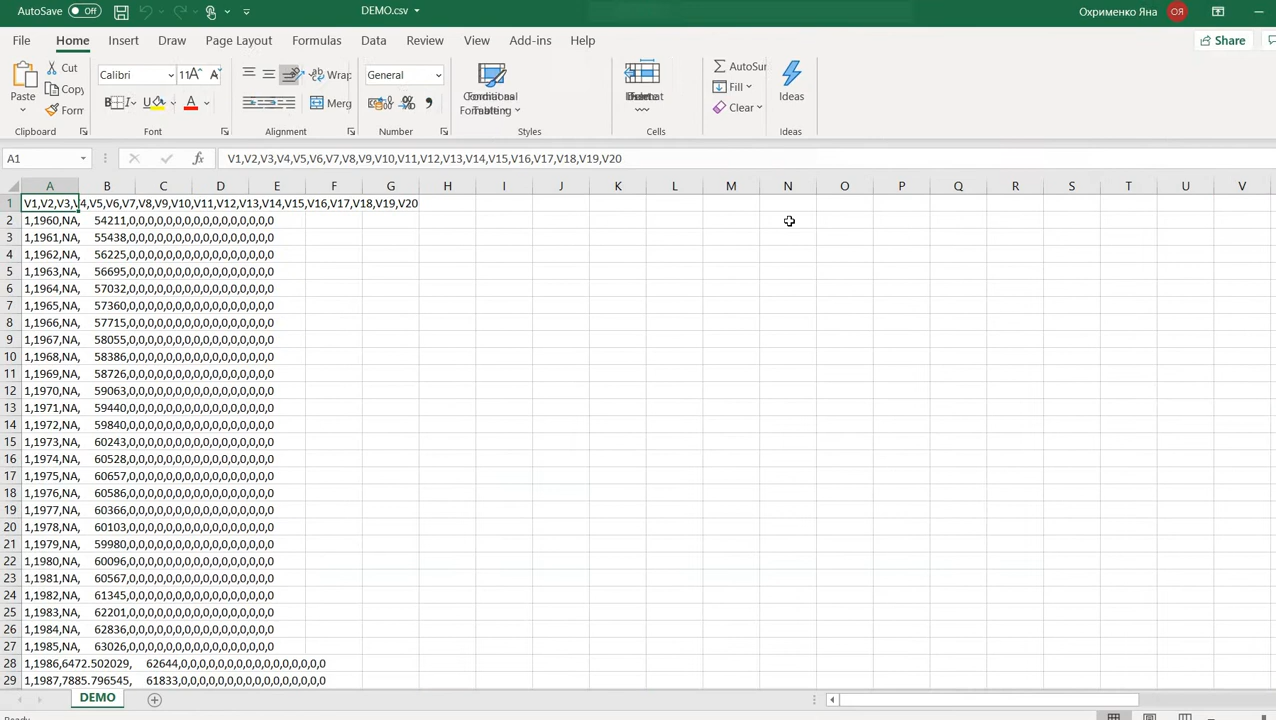 AutoSave Off DEMO.csv Охрименко Яна ОЯ
File Home Insert Draw Page Layout Formulas Data Review View Add-ins Help Share
Cut Calibri 11 A A Wrap General AutoSum
Paste Copy Fill Ideas
Form B U A Merg % Formatting Clear
Clipboard Font Alignment Number Styles Cells Ideas
A1 fx V1,V2,V3,V4,V5,V6,V7,V8,V9,V10,V11,V12,V13,V14,V15,V16,V17,V18,V19,V20
A B C D E F G H I J K L M N O P Q R S T U V
1 V1,V2,V3,V4,V5,V6,V7,V8,V9,V10,V11,V12,V13,V14,V15,V16,V17,V18,V19,V20
2 1,1960,NA, 54211,0,0,0,0,0,0,0,0,0,0,0,0,0,0,0,0
3 1,1961,NA, 55438,0,0,0,0,0,0,0,0,0,0,0,0,0,0,0,0
4 1,1962,NA, 56225,0,0,0,0,0,0,0,0,0,0,0,0,0,0,0,0
5 1,1963,NA, 56695,0,0,0,0,0,0,0,0,0,0,0,0,0,0,0,0
6 1,1964,NA, 57032,0,0,0,0,0,0,0,0,0,0,0,0,0,0,0,0
7 1,1965,NA, 57360,0,0,0,0,0,0,0,0,0,0,0,0,0,0,0,0
8 1,1966,NA, 57715,0,0,0,0,0,0,0,0,0,0,0,0,0,0,0,0
9 1,1967,NA, 58055,0,0,0,0,0,0,0,0,0,0,0,0,0,0,0,0
10 1,1968,NA, 58386,0,0,0,0,0,0,0,0,0,0,0,0,0,0,0,0
11 1,1969,NA, 58726,0,0,0,0,0,0,0,0,0,0,0,0,0,0,0,0
12 1,1970,NA, 59063,0,0,0,0,0,0,0,0,0,0,0,0,0,0,0,0
13 1,1971,NA, 59440,0,0,0,0,0,0,0,0,0,0,0,0,0,0,0,0
14 1,1972,NA, 59840,0,0,0,0,0,0,0,0,0,0,0,0,0,0,0,0
15 1,1973,NA, 60243,0,0,0,0,0,0,0,0,0,0,0,0,0,0,0,0
16 1,1974,NA, 60528,0,0,0,0,0,0,0,0,0,0,0,0,0,0,0,0
17 1,1975,NA, 60657,0,0,0,0,0,0,0,0,0,0,0,0,0,0,0,0
18 1,1976,NA, 60586,0,0,0,0,0,0,0,0,0,0,0,0,0,0,0,0
19 1,1977,NA, 60366,0,0,0,0,0,0,0,0,0,0,0,0,0,0,0,0
20 1,1978,NA, 60103,0,0,0,0,0,0,0,0,0,0,0,0,0,0,0,0
21 1,1979,NA, 59980,0,0,0,0,0,0,0,0,0,0,0,0,0,0,0,0
22 1,1980,NA, 60096,0,0,0,0,0,0,0,0,0,0,0,0,0,0,0,0
23 1,1981,NA, 60567,0,0,0,0,0,0,0,0,0,0,0,0,0,0,0,0
24 1,1982,NA, 61345,0,0,0,0,0,0,0,0,0,0,0,0,0,0,0,0
25 1,1983,NA, 62201,0,0,0,0,0,0,0,0,0,0,0,0,0,0,0,0
26 1,1984,NA, 62836,0,0,0,0,0,0,0,0,0,0,0,0,0,0,0,0
27 1,1985,NA, 63026,0,0,0,0,0,0,0,0,0,0,0,0,0,0,0,0
28 1,1986,6472.502029, 62644,0,0,0,0,0,0,0,0,0,0,0,0,0,0,0,0
29 1,1987,7885.796545, 61833,0,0,0,0,0,0,0,0,0,0,0,0,0,0,0,0
DEMO